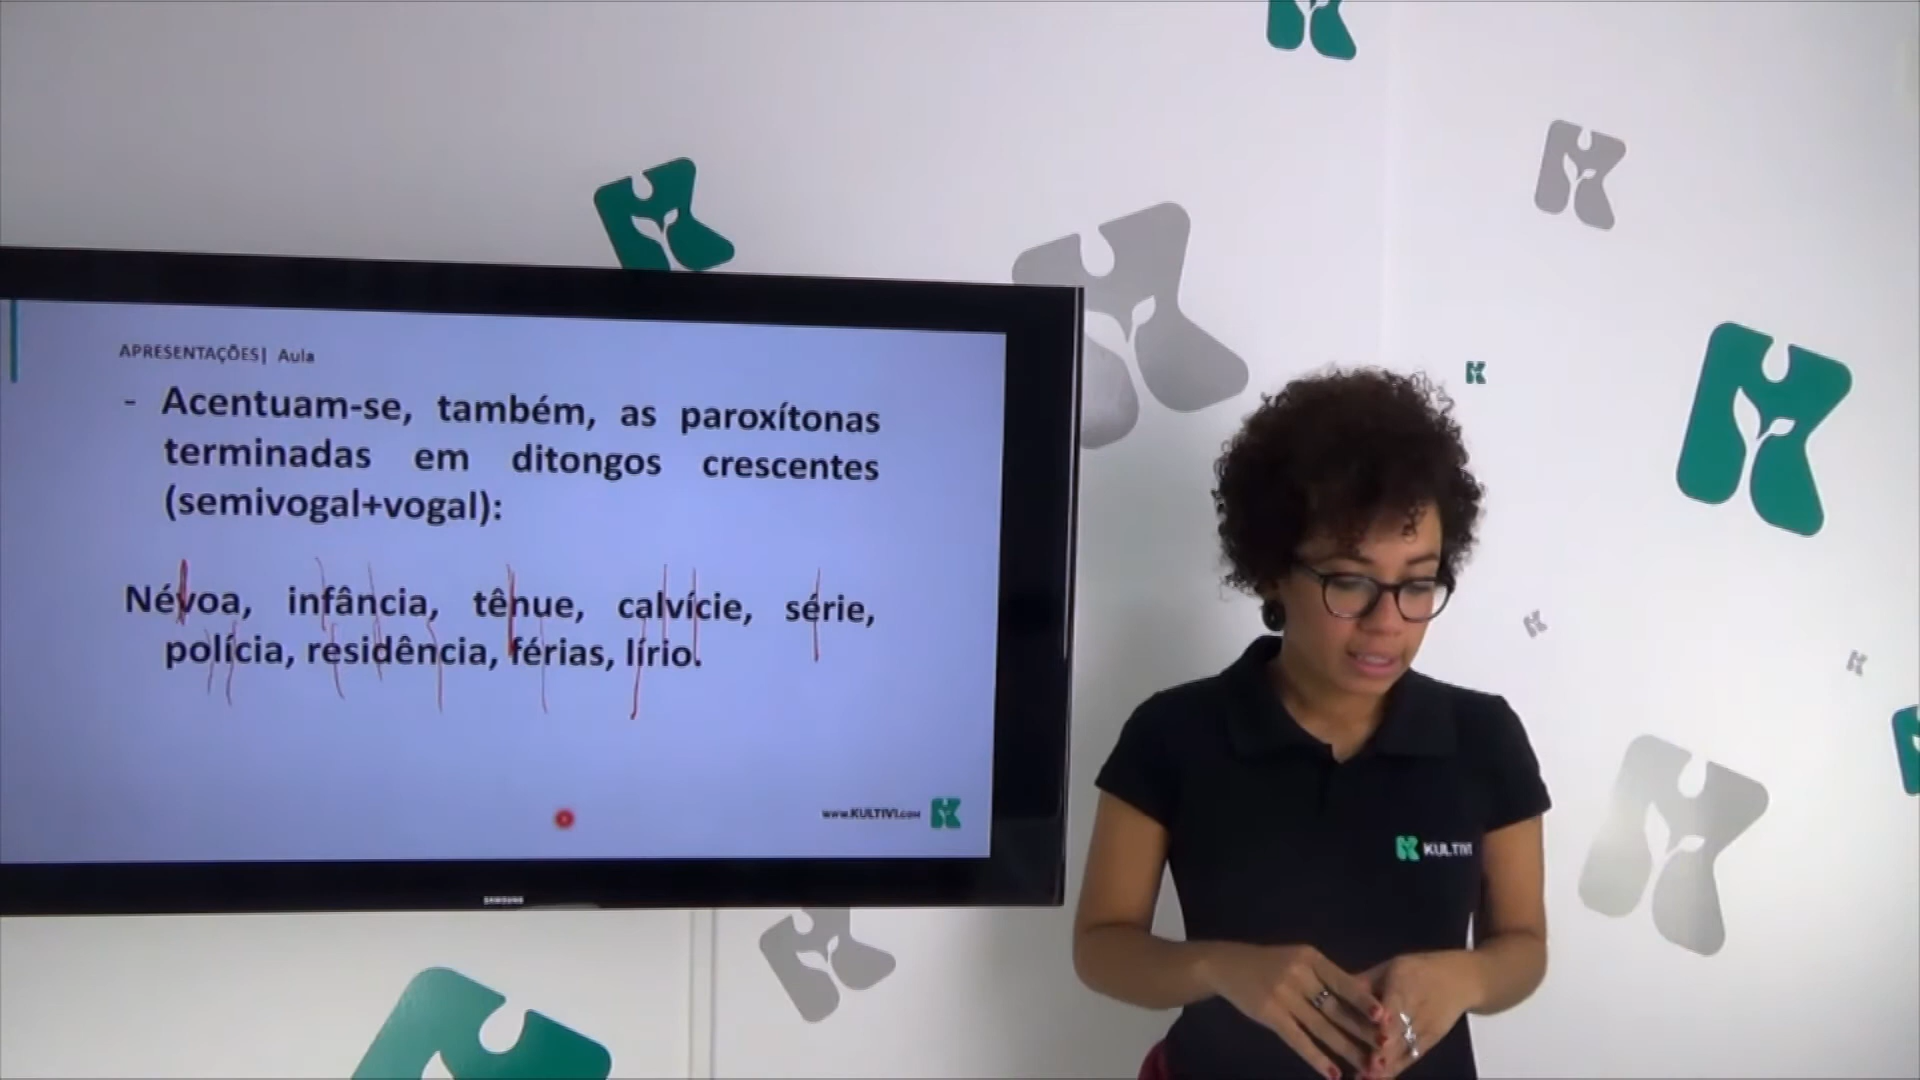 APRESENTAÇÕES| Aula
- Acentuam-se, também, as paroxítonas
terminadas em ditongos crescentes
(semivogal+vogal):
Névoa, infância, tênue, calvície, série,
polícia, residência, férias, lírio.
www.KULTIVI.COM
SAMSUNG
KULTIVI